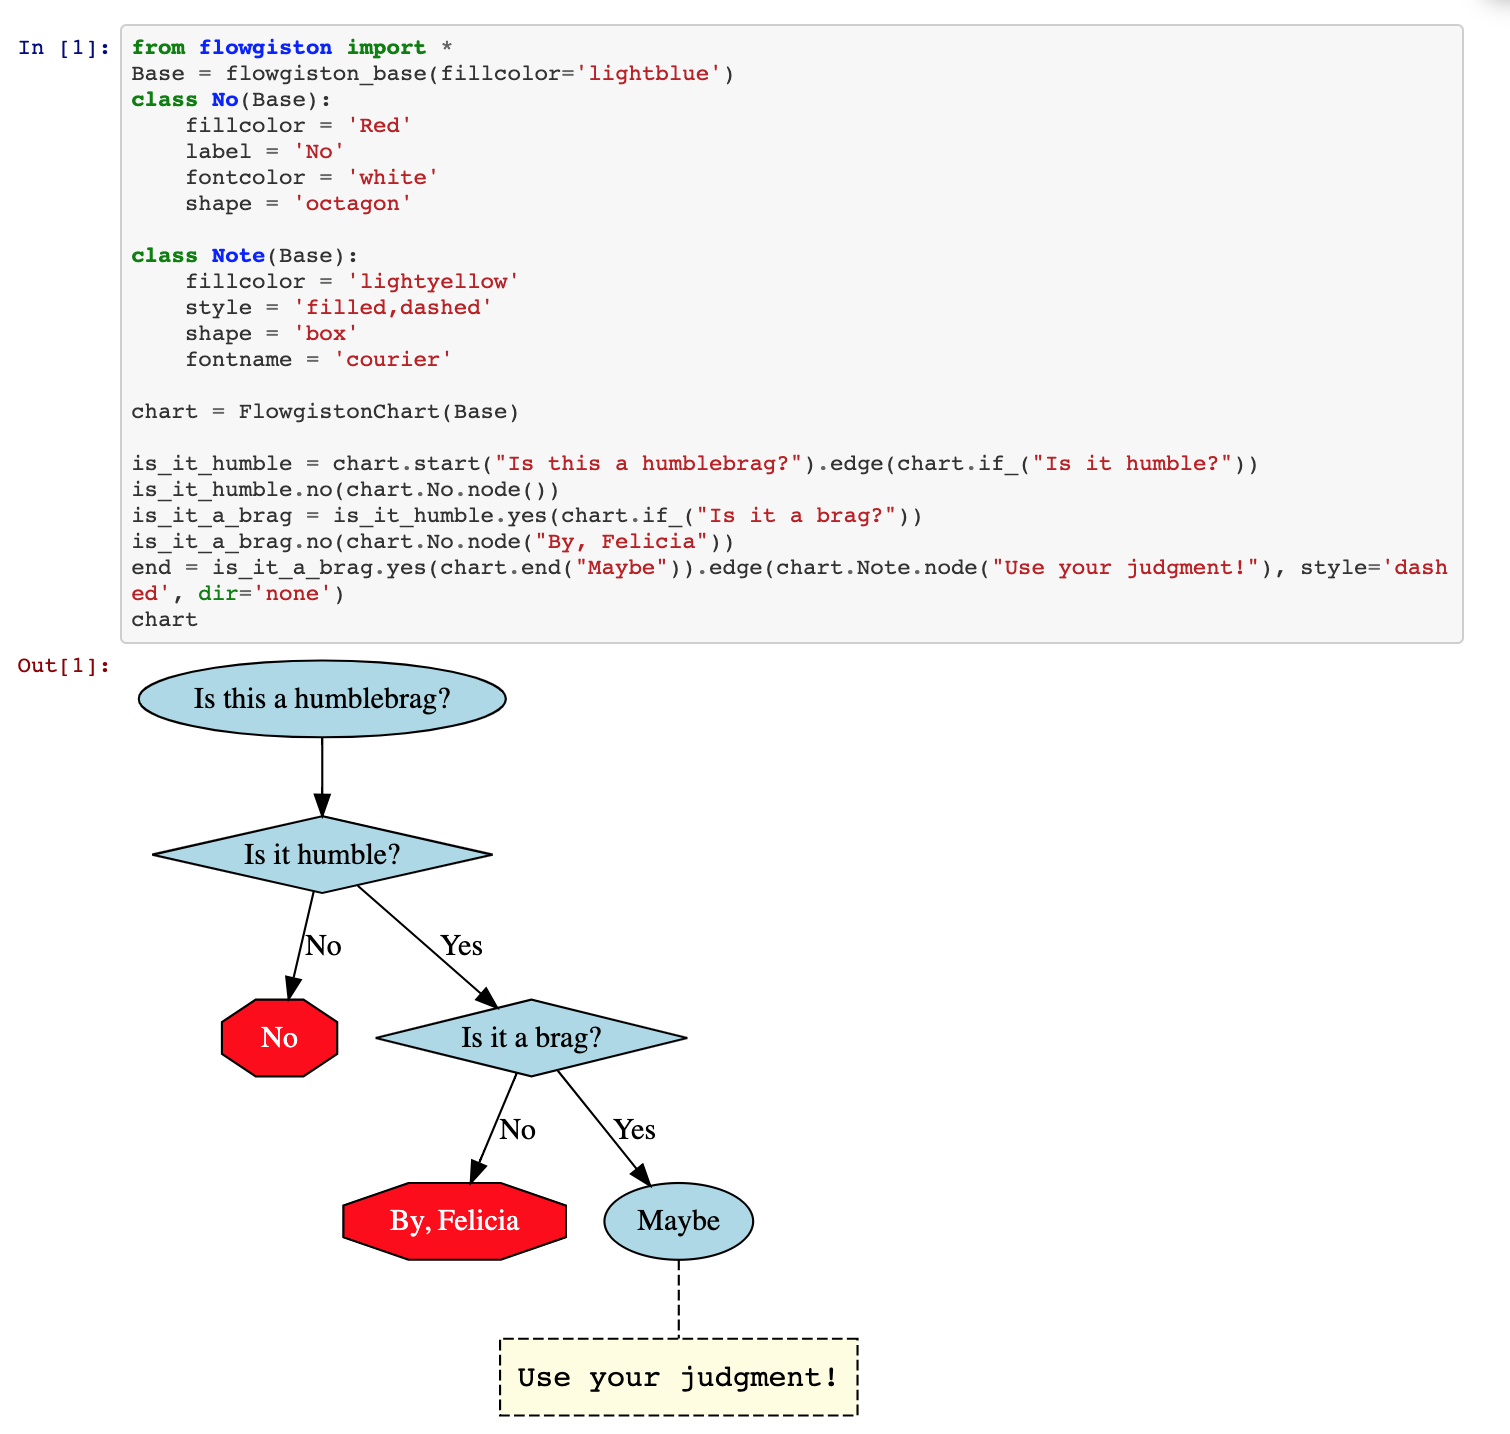 In [1]:
from flowgiston import *
Base = flowgiston_base(fillcolor='lightblue')
class No(Base):
    fillcolor = 'Red'
    label = 'No'
    fontcolor = 'white'
    shape = 'octagon'

class Note(Base):
    fillcolor = 'lightyellow'
    style = 'filled,dashed'
    shape = 'box'
    fontname = 'courier'

chart = FlowgistonChart(Base)

is_it_humble = chart.start("Is this a humblebrag?").edge(chart.if_("Is it humble?"))
is_it_humble.no(chart.No.node())
is_it_a_brag = is_it_humble.yes(chart.if_("Is it a brag?"))
is_it_a_brag.no(chart.No.node("By, Felicia"))
end = is_it_a_brag.yes(chart.end("Maybe")).edge(chart.Note.node("Use your judgment!"), style='dash
ed', dir='none')
chart
Out[1]:
Is this a humblebrag?
Is it humble?
No
Yes
No
Is it a brag?
No
Yes
By, Felicia
Maybe
Use your judgment!